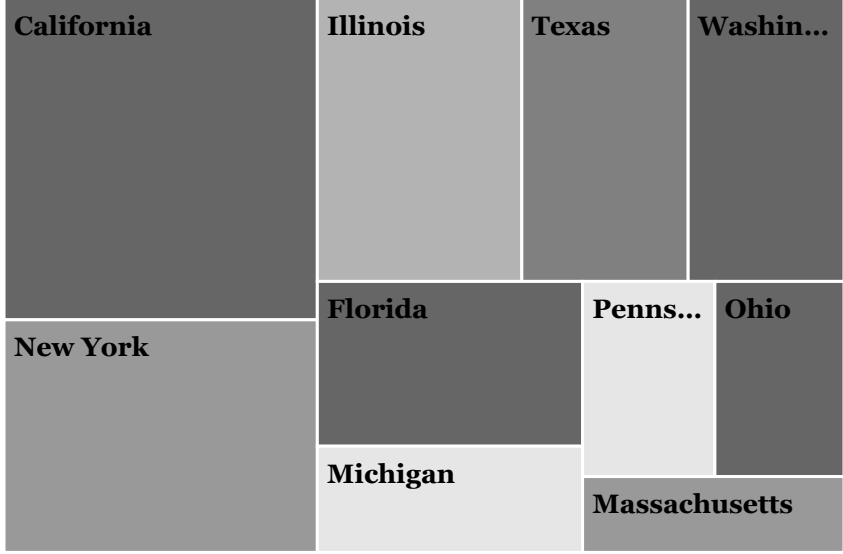 California
Illinois
Texas
Washin...
Florida
Penns...
Ohio
New York
Michigan
Massachusetts